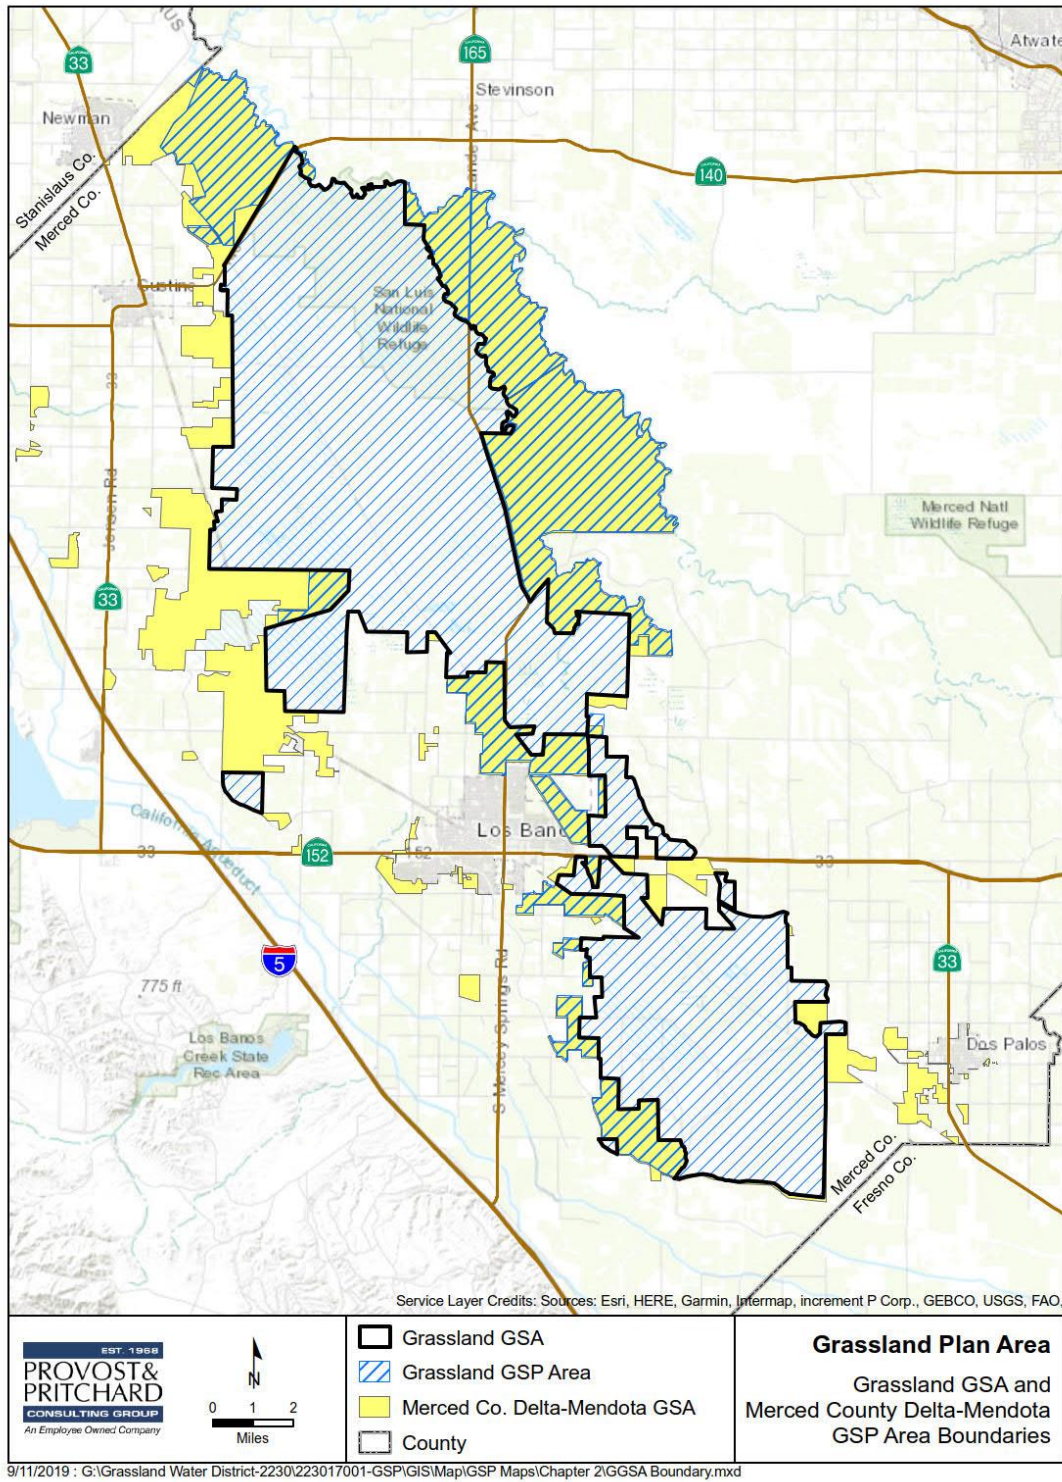 US
33
165
Atwate
Stevinson
Newman
140
Stanislaus Co.
Merced Co.
Gustine
San Luis
National
Wildlife
Refuge
33
Merced Natl
Wildlife Refuge
33
California Aqueduct
Los Banos
33
152
152
33
5
S Mercey Springs Rd
33
775 ft
Los Banos
Creek State
Rec Area
Dos Palos
Merced Co.
Fresno Co.
Service Layer Credits: Sources: Esri, HERE, Garmin, Intermap, increment P Corp., GEBCO, USGS, FAO,
EST. 1968
PROVOST&
PRITCHARD
CONSULTING GROUP
An Employee Owned Company
N
0 1 2
Miles
Grassland GSA
Grassland GSP Area
Merced Co. Delta-Mendota GSA
County
Grassland Plan Area
Grassland GSA and
Merced County Delta-Mendota
GSP Area Boundaries
9/11/2019 : G:\Grassland Water District-2230\223017001-GSP\GIS\Map\GSP Maps\Chapter 2\GGSA Boundary.mxd